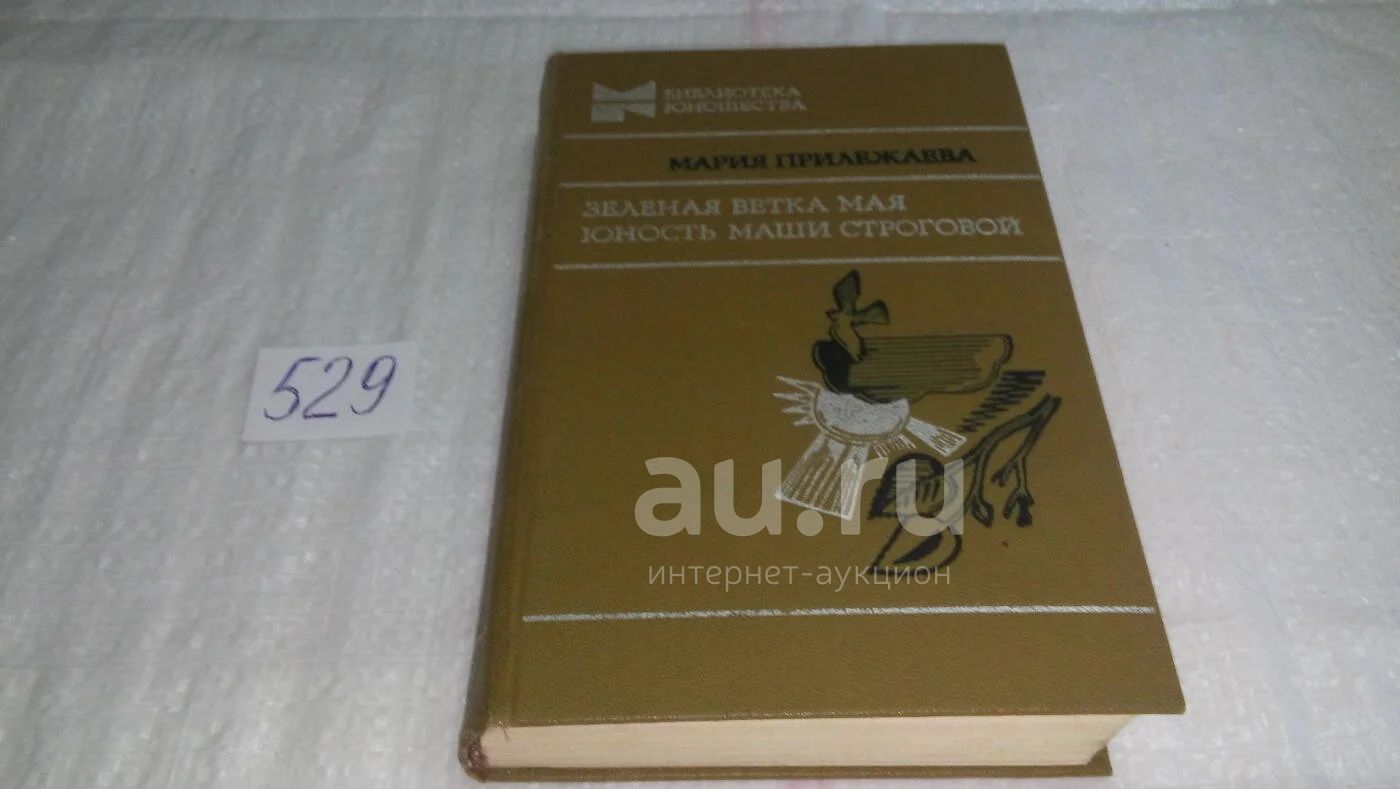 БИБЛИОТЕКА
ЮНОШЕСТВА
МАРИЯ ПРИЛЕЖАЕВА
ЗЕЛЕНАЯ ВЕТКА МАЯ
ЮНОСТЬ МАШИ СТРОГОВОЙ
529
au.ru
интернет-аукцион